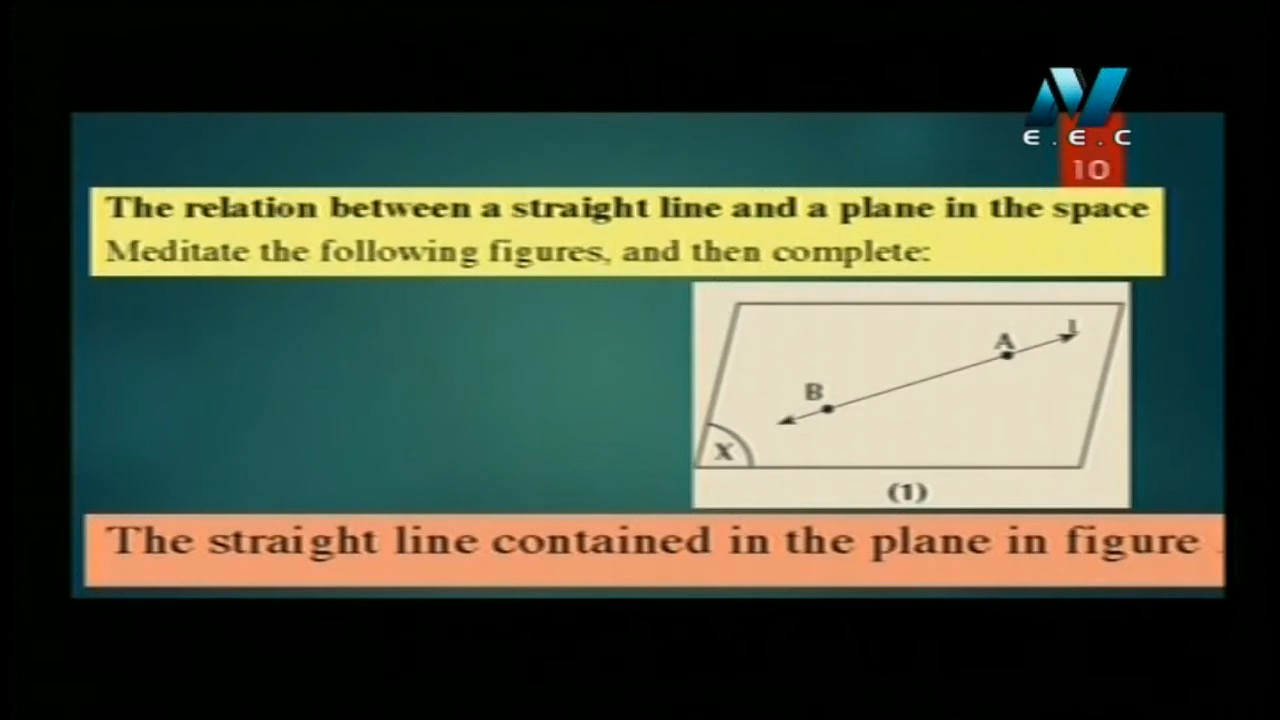 E.E.C
10
The relation between a straight line and a plane in the space
Meditate the following figures, and then complete:
A
l
B
X
(1)
The straight line contained in the plane in figure